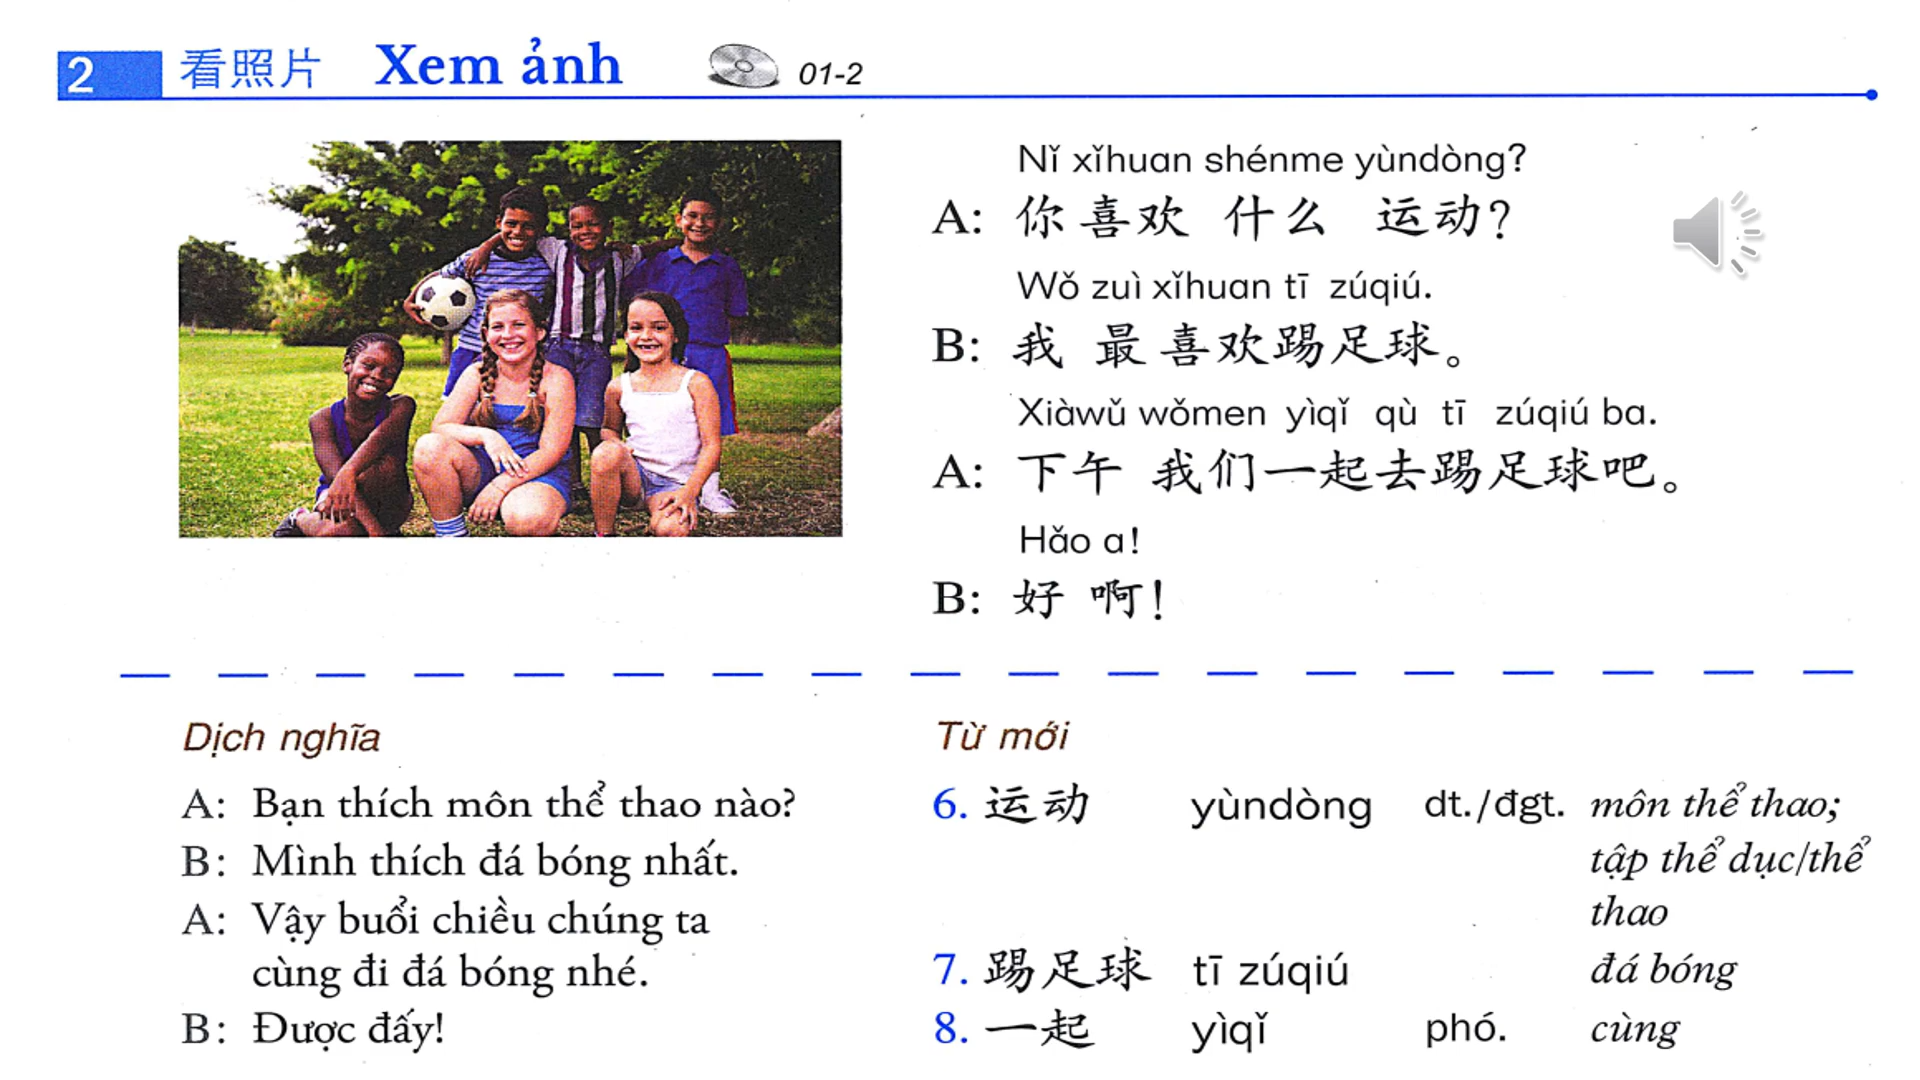 2 看照片 Xem ảnh 01-2
Nǐ xǐhuan shénme yùndòng?
A: 你喜欢 什么 运动?
Wǒ zuì xǐhuan tī zúqiú.
B: 我 最喜欢踢足球。
Xiàwǔ wǒmen yìqǐ qù tī zúqiú ba.
A: 下午 我们一起去踢足球吧。
Hǎo a!
B: 好 啊!
Dịch nghĩa
A: Bạn thích môn thể thao nào?
B: Mình thích đá bóng nhất.
A: Vậy buổi chiều chúng ta
cùng đi đá bóng nhé.
B: Được đấy!
Từ mới
6. 运动 yùndòng dt./đgt. môn thể thao;
tập thể dục/thể
thao
7. 踢足球 tī zúqiú đá bóng
8. 一起 yìqǐ phó. cùng